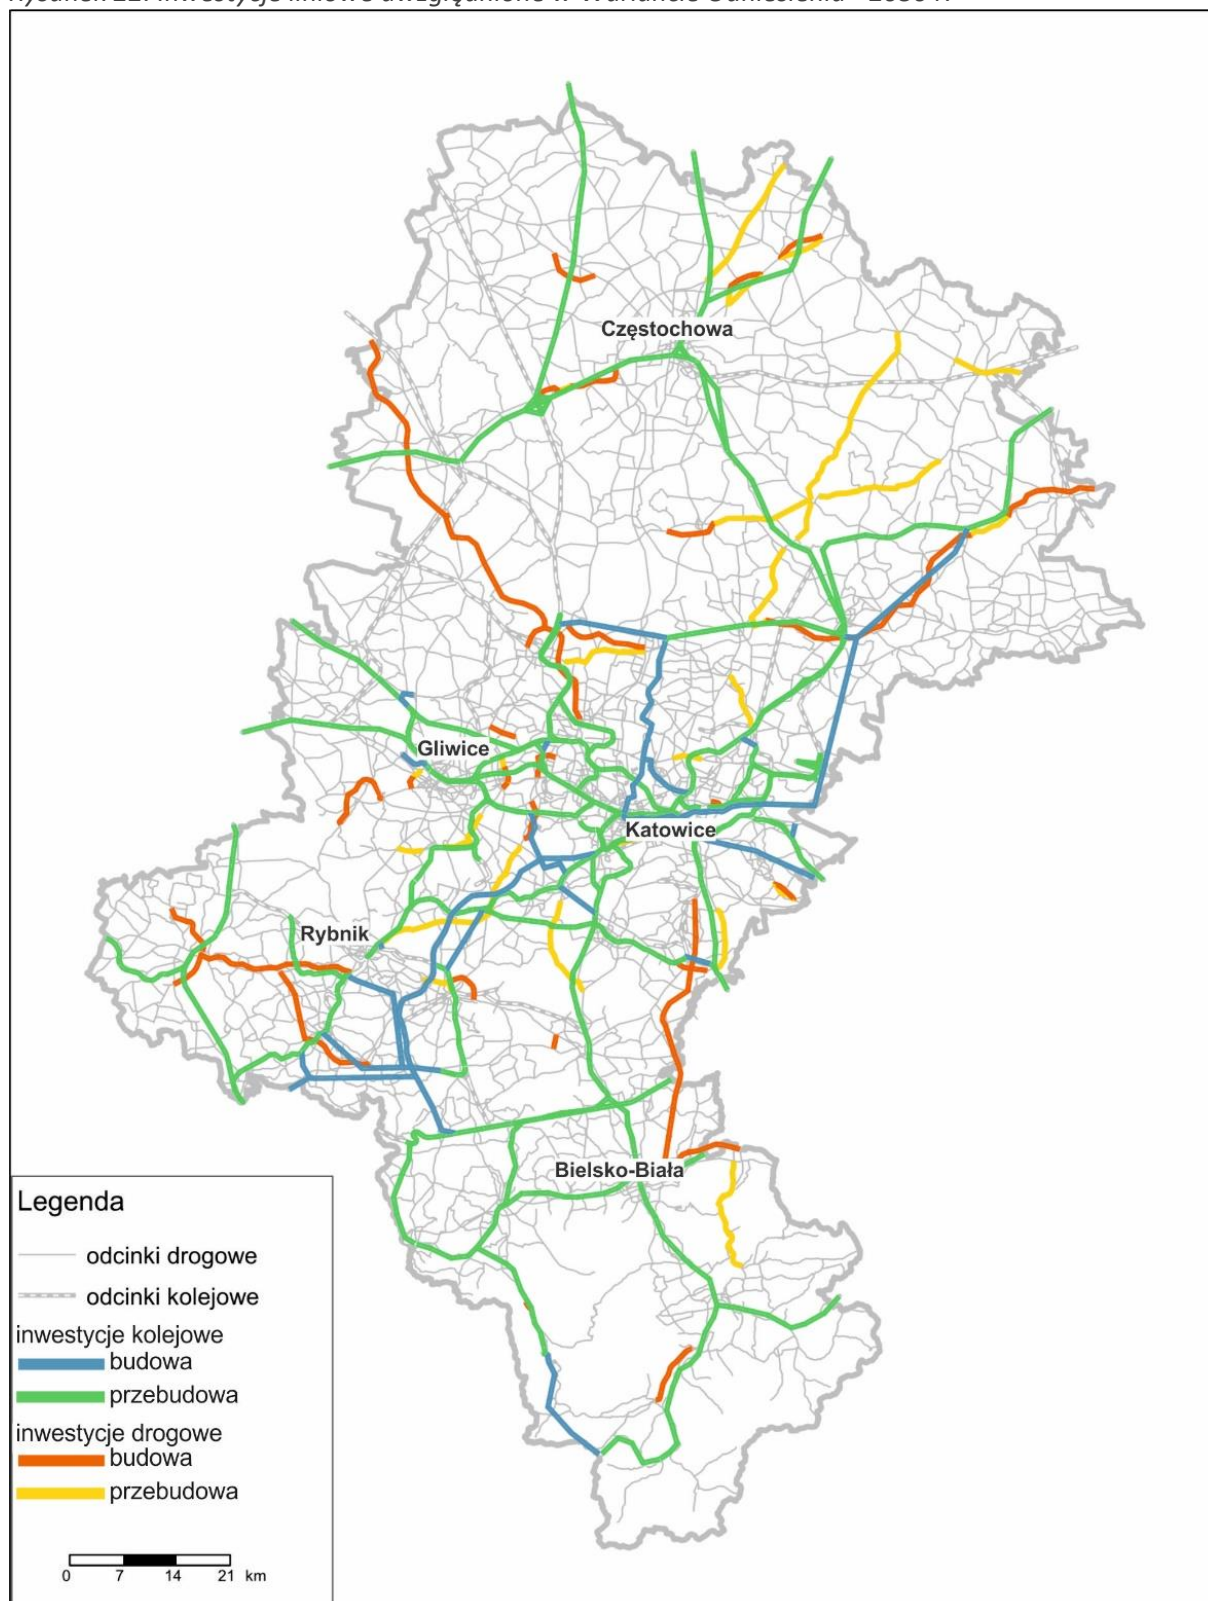 Częstochowa
Gliwice
Katowice
Rybnik
Bielsko-Biała
Legenda
odcinki drogowe
odcinki kolejowe
inwestycje kolejowe
budowa
przebudowa
inwestycje drogowe
budowa
przebudowa
0 7 14 21 km